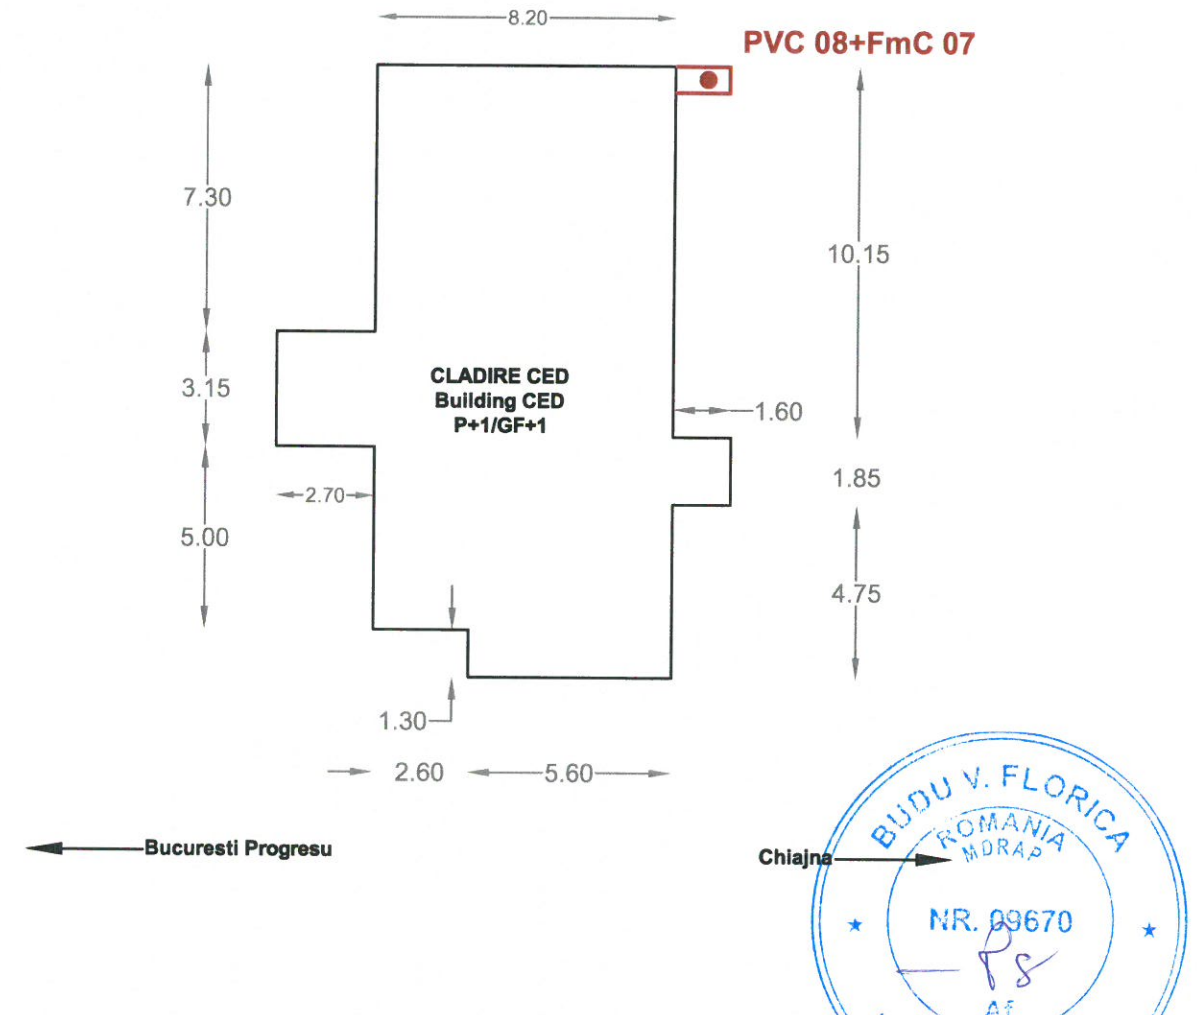 8.20
PVC 08+FmC 07
7.30
10.15
3.15
CLADIRE CED
Building CED
P+1/GF+1
1.60
2.70
1.85
5.00
4.75
1.30
2.60
5.60
Bucuresti Progresu
Chiajna
BUDU V. FLORICA
ROMANIA
MDRAP
NR. 09670